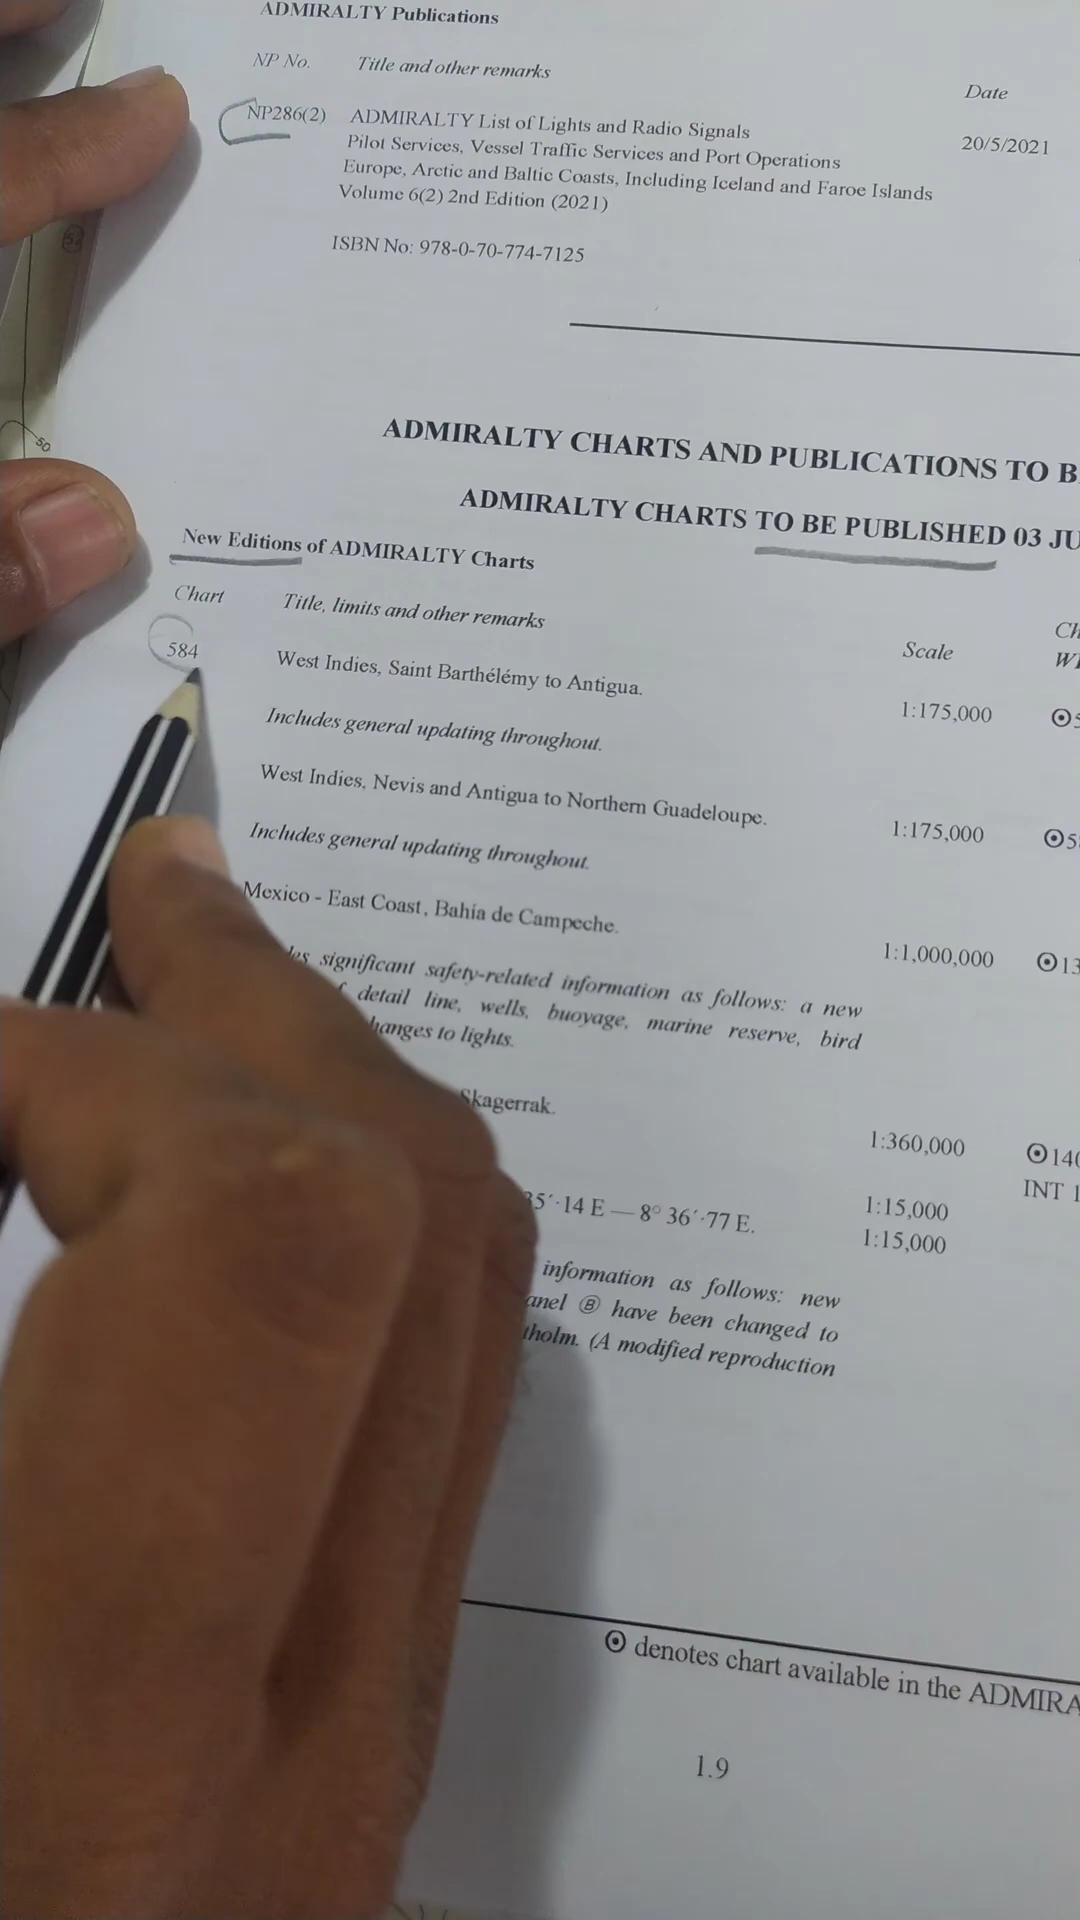 ADMIRALTY Publications
NP No. Title and other remarks Date
NP286(2) ADMIRALTY List of Lights and Radio Signals 20/5/2021
Pilot Services, Vessel Traffic Services and Port Operations
Europe, Arctic and Baltic Coasts, Including Iceland and Faroe Islands
Volume 6(2) 2nd Edition (2021)
ISBN No: 978-0-70-774-7125
50
ADMIRALTY CHARTS AND PUBLICATIONS TO
ADMIRALTY CHARTS TO BE PUBLISHED 03
New Editions of ADMIRALTY Charts
Chart Title, limits and other remarks Scale
584 West Indies, Saint Barthélémy to Antigua. 1:175,000
Includes general updating throughout.
West Indies, Nevis and Antigua to Northern Guadeloupe. 1:175,000
Includes general updating throughout.
Mexico - East Coast, Bahía de Campeche. 1:1,000,000
significant safety-related information as follows: a new
detail line, wells, buoyage, marine reserve, bird
to lights.
Skagerrak. 1:360,000
INT
35´·14 E — 8° 36´·77 E. 1:15,000
1:15,000
information as follows: new
Ⓑ have been changed to
(A modified reproduction
⊙ denotes chart available in the
1.9